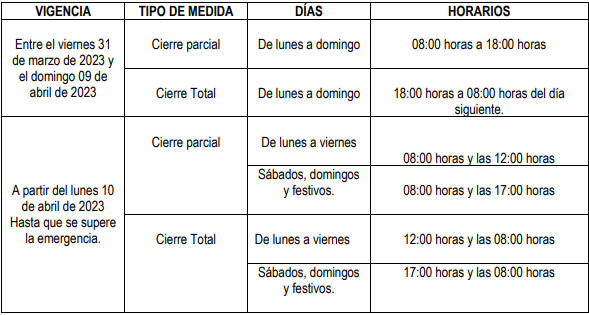 VIGENCIA TIPO DE MEDIDA DÍAS HORARIOS
Entre el viernes 31
de marzo de 2023 y
el domingo 09 de
abril de 2023
Cierre parcial De lunes a domingo 08:00 horas a 18:00 horas
Cierre Total De lunes a domingo 18:00 horas a 08:00 horas del día
siguiente.
A partir del lunes 10
de abril de 2023
Hasta que se supere
la emergencia.
Cierre parcial De lunes a viernes
08:00 horas y las 12:00 horas
Sábados, domingos
y festivos.
08:00 horas y las 17:00 horas
Cierre Total De lunes a viernes 12:00 horas y las 08:00 horas
Sábados, domingos
y festivos.
17:00 horas y las 08:00 horas